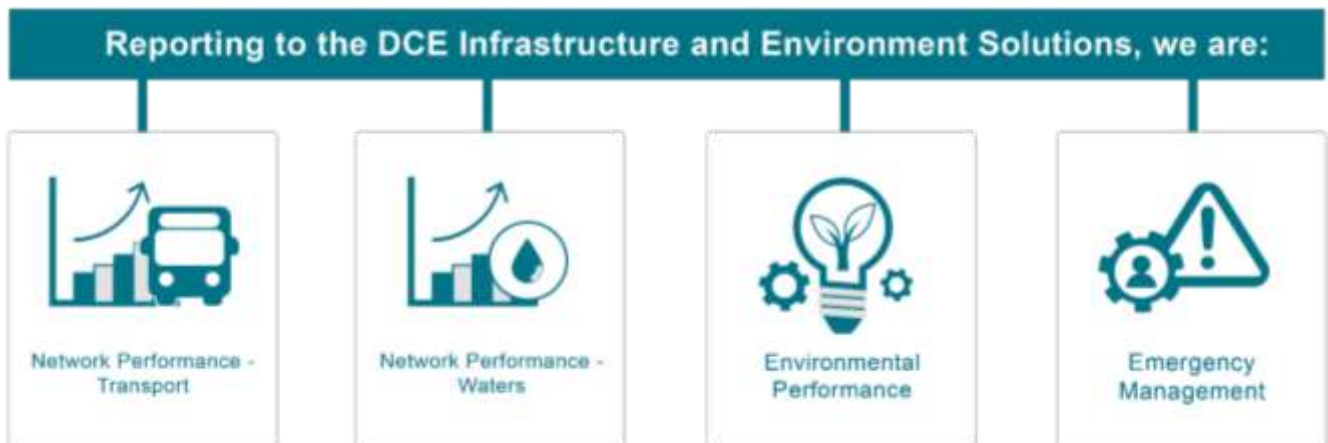 Reporting to the DCE Infrastructure and Environment Solutions, we are:
Network Performance -
Transport
Network Performance -
Waters
Environmental
Performance
Emergency
Management